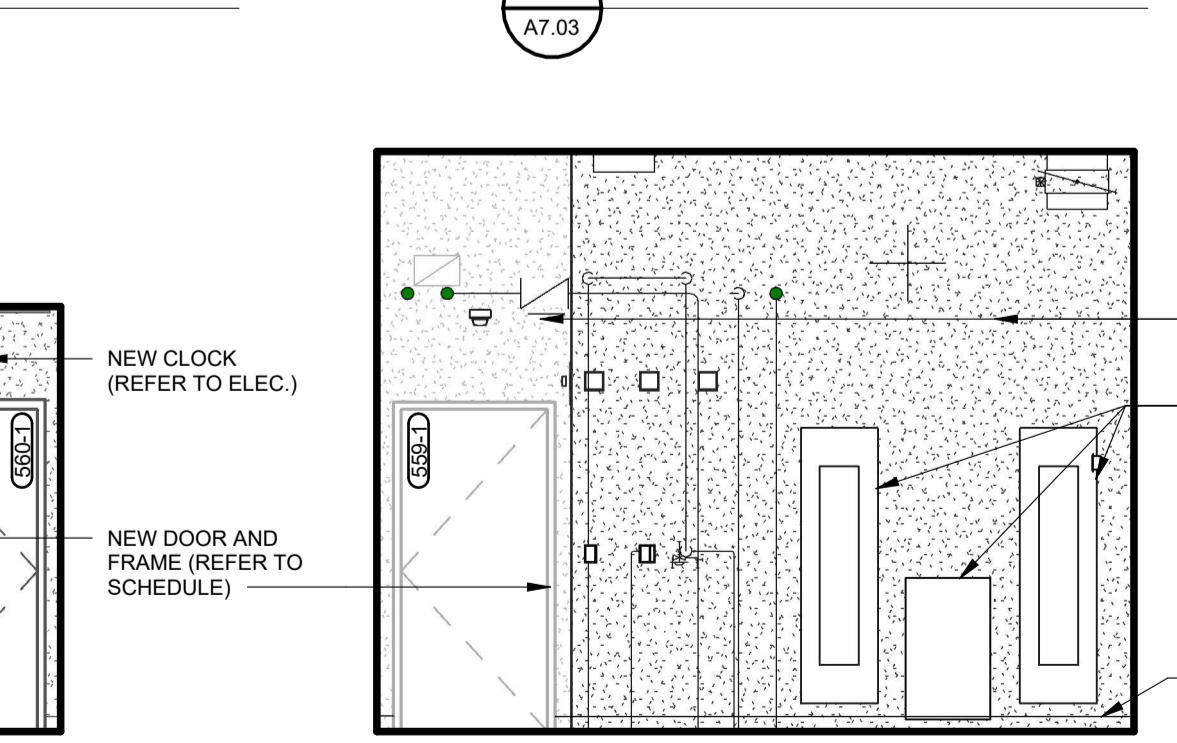 A7.03
NEW CLOCK
(REFER TO ELEC.)
560-1
559-1
NEW DOOR AND
FRAME (REFER TO
SCHEDULE)